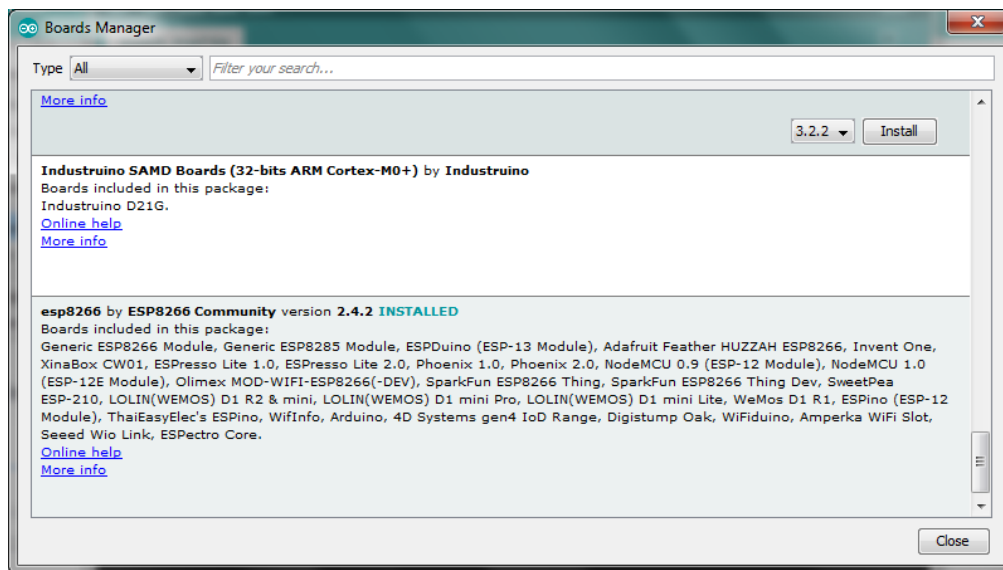 Boards Manager
Type All Filter your search...
More info
3.2.2 Install
Industruino SAMD Boards (32-bits ARM Cortex-M0+) by Industruino
Boards included in this package:
Industruino D21G.
Online help
More info
esp8266 by ESP8266 Community version 2.4.2 INSTALLED
Boards included in this package:
Generic ESP8266 Module, Generic ESP8285 Module, ESPDuino (ESP-13 Module), Adafruit Feather HUZZAH ESP8266, Invent One,
XinaBox CW01, ESPresso Lite 1.0, ESPresso Lite 2.0, Phoenix 1.0, Phoenix 2.0, NodeMCU 0.9 (ESP-12 Module), NodeMCU 1.0
(ESP-12E Module), Olimex MOD-WIFI-ESP8266(-DEV), SparkFun ESP8266 Thing, SparkFun ESP8266 Thing Dev, SweetPea
ESP-210, LOLIN(WEMOS) D1 R2 & mini, LOLIN(WEMOS) D1 mini Pro, LOLIN(WEMOS) D1 mini Lite, WeMos D1 R1, ESPino (ESP-12
Module), ThaiEasyElec's ESPino, WifInfo, Arduino, 4D Systems gen4 IoD Range, Digistump Oak, WiFiduino, Amperka WiFi Slot,
Seeed Wio Link, ESPectro Core.
Online help
More info
Close